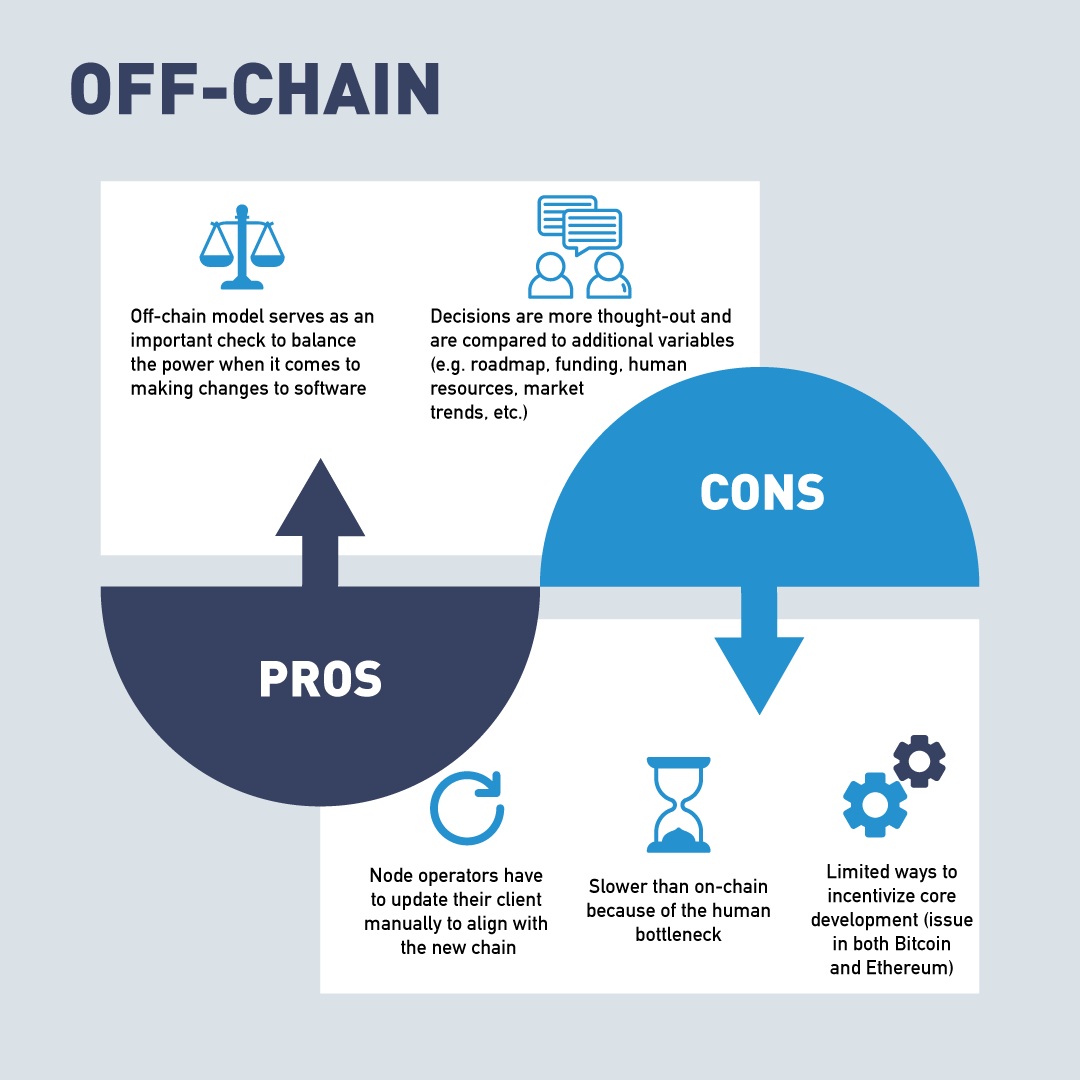 OFF-CHAIN
Off-chain model serves as an
important check to balance
the power when it comes to
making changes to software
Decisions are more thought-out and
are compared to additional variables
(e.g. roadmap, funding, human
resources, market
trends, etc.)
CONS
PROS
Node operators have
to update their client
manually to align with
the new chain
Slower than on-chain
because of the human
bottleneck
Limited ways to
incentivize core
development (issue
in both Bitcoin
and Ethereum)